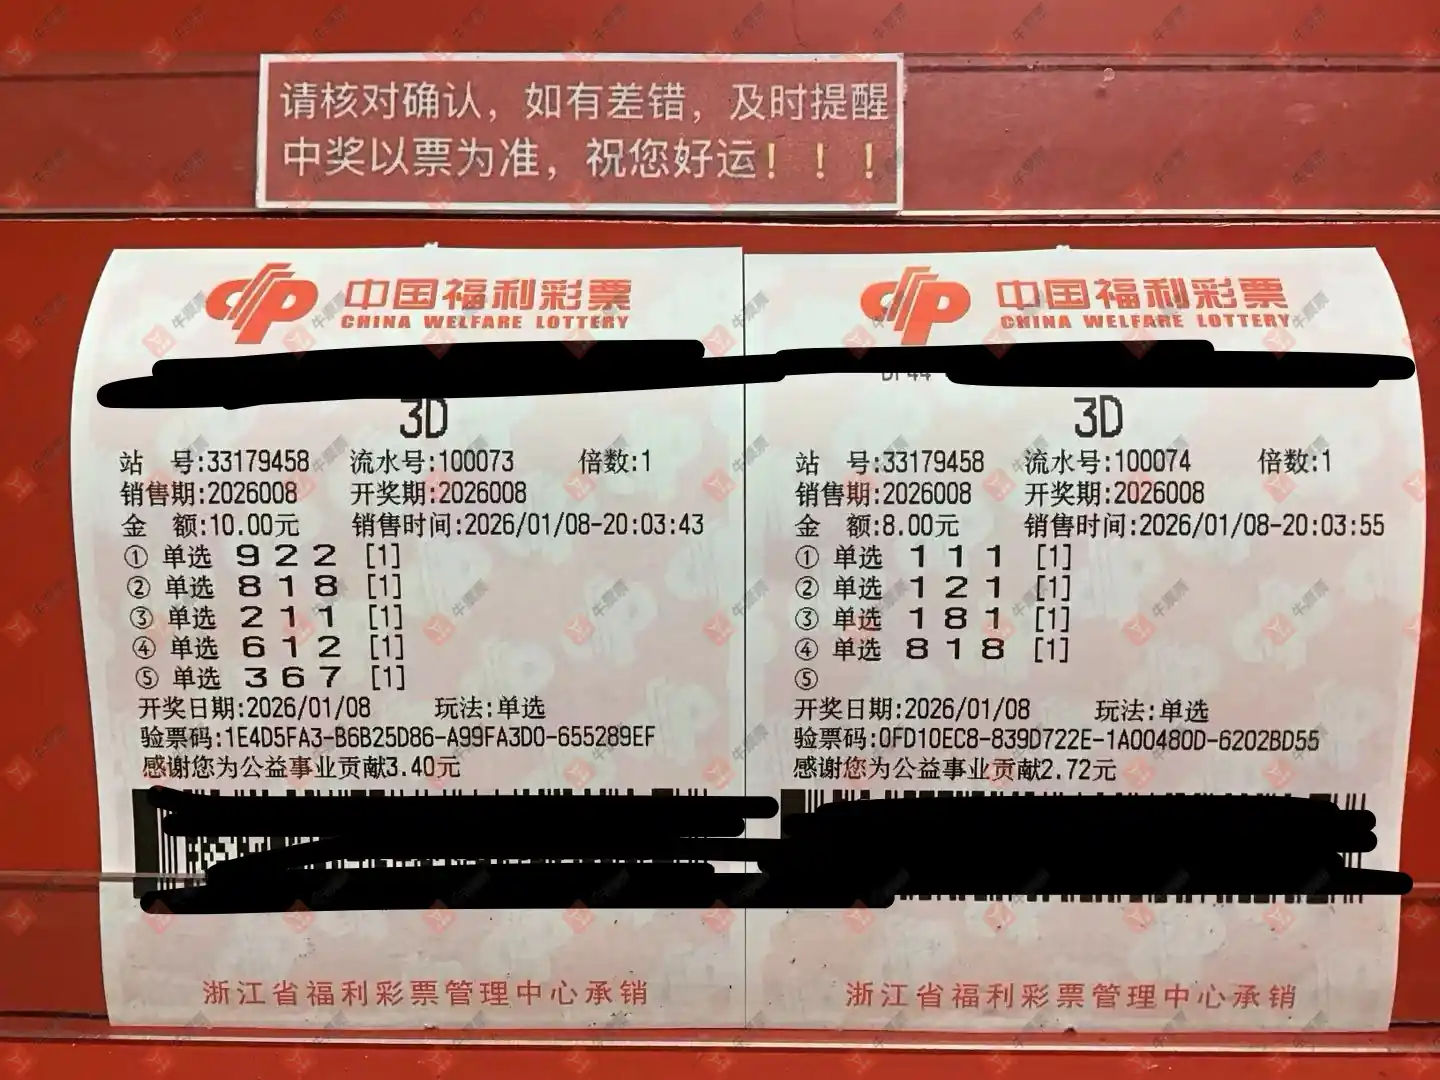 请核对确认，如有差错，及时提醒
中奖以票为准，祝您好运！！！
中国福利彩票
CHINA WELFARE LOTTERY
3D
站 号:33179458 流水号:100073 倍数:1
销售期:2026008 开奖期:2026008
金 额:10.00元 销售时间:2026/01/08-20:03:43
① 单选 9 2 2 [1]
② 单选 8 1 8 [1]
③ 单选 2 1 1 [1]
④ 单选 6 1 2 [1]
⑤ 单选 3 6 7 [1]
开奖日期:2026/01/08 玩法:单选
验票码:1E4D5FA3-B6B25D86-A99FA3D0-655289EF
感谢您为公益事业贡献3.40元
浙江省福利彩票管理中心承销
中国福利彩票
CHINA WELFARE LOTTERY
3D
站 号:33179458 流水号:100074 倍数:1
销售期:2026008 开奖期:2026008
金 额:8.00元 销售时间:2026/01/08-20:03:55
① 单选 1 1 1 [1]
② 单选 1 2 1 [1]
③ 单选 1 8 1 [1]
④ 单选 8 1 8 [1]
⑤
开奖日期:2026/01/08 玩法:单选
验票码:0FD10EC8-839D722E-1A00480D-6202BD55
感谢您为公益事业贡献2.72元
浙江省福利彩票管理中心承销